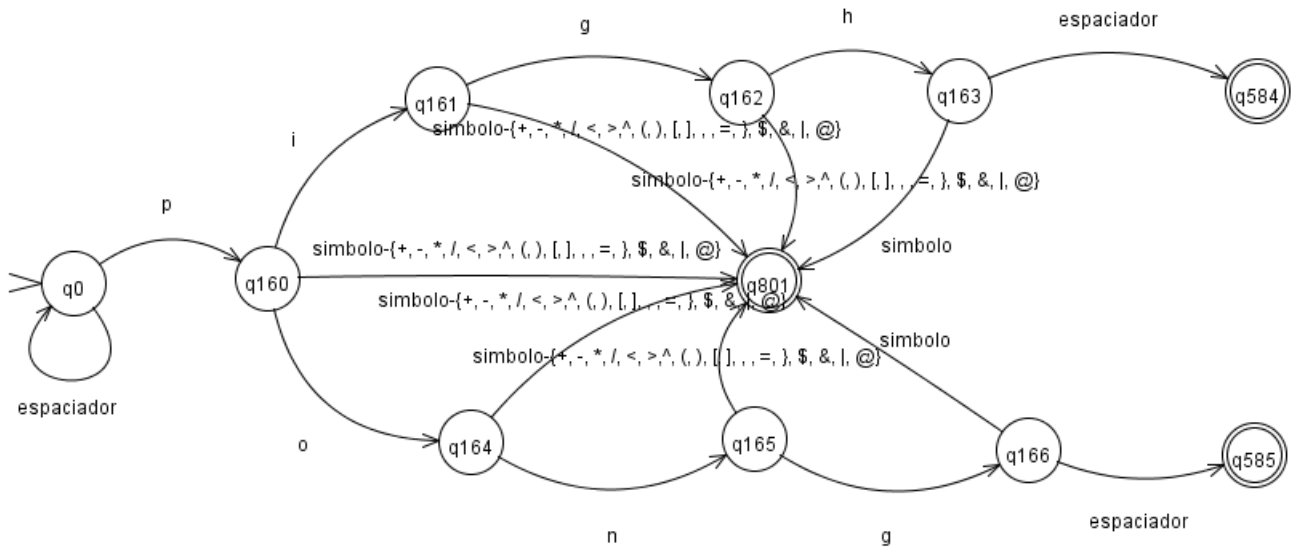 g
h
espaciador
q161
q162
q163
q584
simbolo-{+, -, *, /, <, >,^, (, ), [, ], , , =, }, $, &, |, @}
i
simbolo-{+, -, *, /, <, >,^, (, ), [, ], , , =, }, $, &, |, @}
p
simbolo-{+, -, *, /, <, >,^, (, ), [, ], , , =, }, $, &, |, @}
simbolo
q0
q160
q801
simbolo-{+, -, *, /, <, >,^, (, ), [, ], , , =, }, $, &, |, @}
simbolo
simbolo-{+, -, *, /, <, >,^, (, ), [, ], , , =, }, $, &, |, @}
espaciador
o
q164
q165
q166
q585
n
g
espaciador